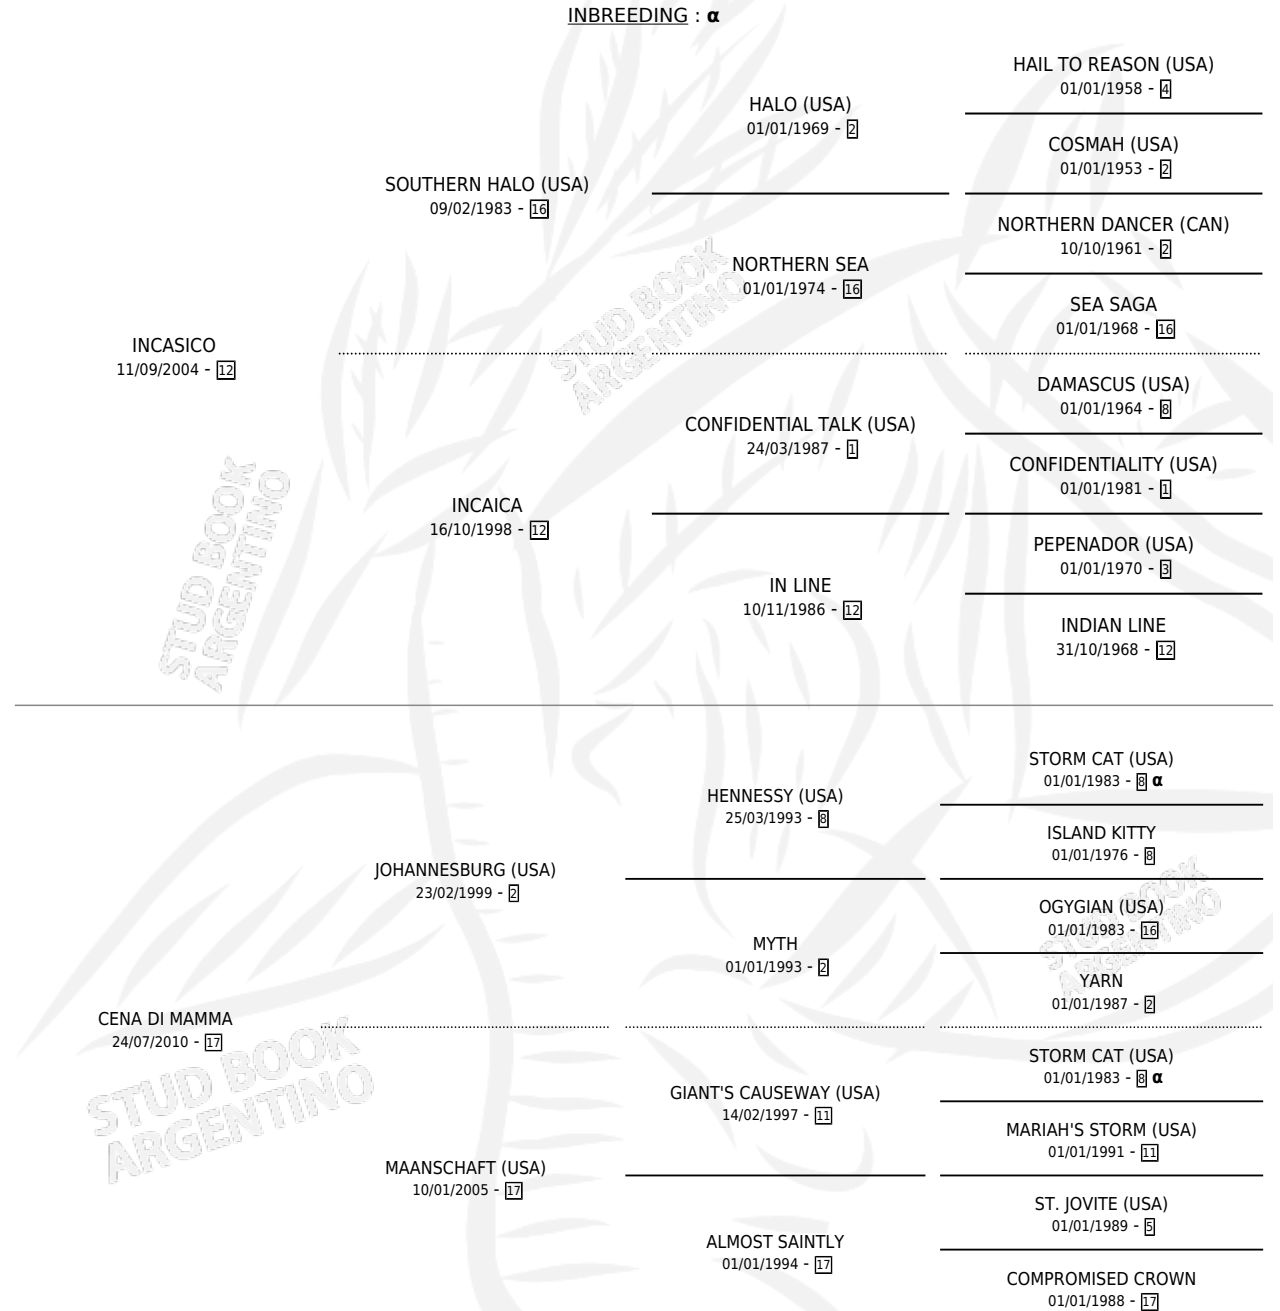 INBREEDING : α
HAIL TO REASON (USA)
01/01/1958 - 4
HALO (USA)
01/01/1969 - 2
COSMAH (USA)
01/01/1953 - 2
SOUTHERN HALO (USA)
09/02/1983 - 16
NORTHERN DANCER (CAN)
10/10/1961 - 2
NORTHERN SEA
01/01/1974 - 16
SEA SAGA
01/01/1968 - 16
INCASICO
11/09/2004 - 12
DAMASCUS (USA)
01/01/1964 - 8
CONFIDENTIAL TALK (USA)
24/03/1987 - 1
CONFIDENTIALITY (USA)
01/01/1981 - 1
INCAICA
16/10/1998 - 12
PEPENADOR (USA)
01/01/1970 - 3
IN LINE
10/11/1986 - 12
INDIAN LINE
31/10/1968 - 12
STORM CAT (USA)
01/01/1983 - 8 α
HENNESSY (USA)
25/03/1993 - 8
ISLAND KITTY
01/01/1976 - 8
JOHANNESBURG (USA)
23/02/1999 - 2
OGYGIAN (USA)
01/01/1983 - 16
MYTH
01/01/1993 - 2
YARN
01/01/1987 - 2
CENA DI MAMMA
24/07/2010 - 17
STORM CAT (USA)
01/01/1983 - 8 α
GIANT'S CAUSEWAY (USA)
14/02/1997 - 11
MARIAH'S STORM (USA)
01/01/1991 - 11
MAANSCHAFT (USA)
10/01/2005 - 17
ST. JOVITE (USA)
01/01/1989 - 5
ALMOST SAINTLY
01/01/1994 - 17
COMPROMISED CROWN
01/01/1988 - 17
STUD BOOK
ARGENTINO
STUD BOOK
ARGENTINO
STUD BOOK
ARGENTINO
STUD BOOK
ARGENTINO